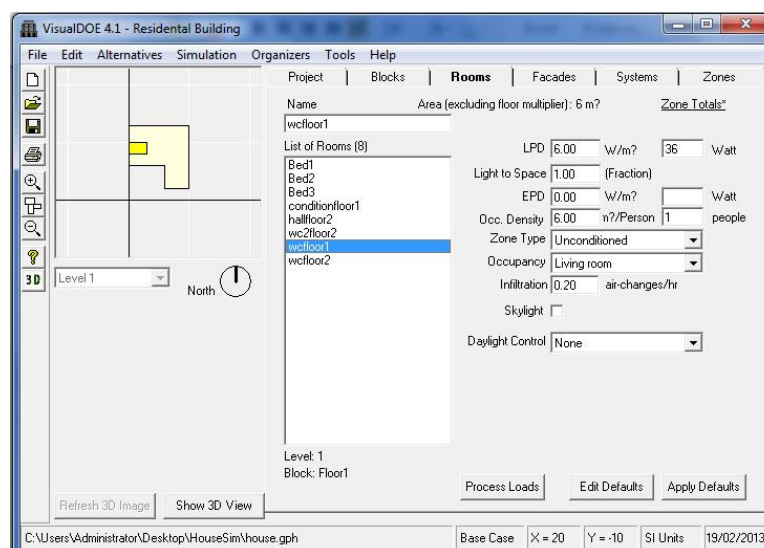 VisualDOE 4.1 - Residental Building
File Edit Alternatives Simulation Organizers Tools Help
Project Blocks Rooms Facades Systems Zones
Name Area (excluding floor multiplier): 6 m? Zone Totals*
wcfloor1
List of Rooms (8)
Bed1
Bed2
Bed3
conditionfloor1
hallfloor2
wc2floor2
wcfloor1
wcfloor2
LPD 6.00 W/m? 36 Watt
Light to Space 1.00 (Fraction)
EPD 0.00 W/m? Watt
Occ. Density 6.00 n?/Person 1 people
Zone Type Unconditioned
Occupancy Living room
Infiltration 0.20 air-changes/hr
Skylight
Daylight Control None
3D
Level 1
North
Level: 1
Block: Floor1
Process Loads Edit Defaults Apply Defaults
Refresh 3D Image Show 3D View
C:\Users\Administrator\Desktop\HouseSim\house.gph Base Case X = 20 Y = -10 SI Units 19/02/2013